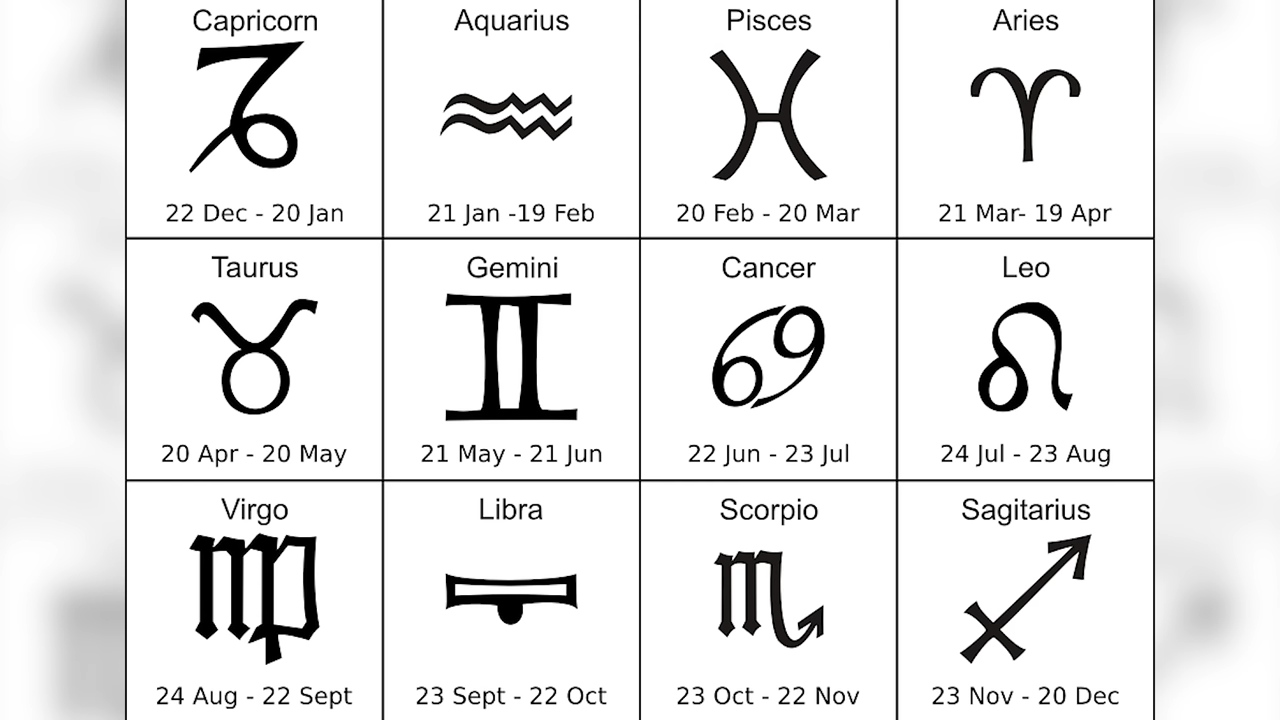 Capricorn Aquarius Pisces Aries
22 Dec - 20 Jan 21 Jan -19 Feb 20 Feb - 20 Mar 21 Mar- 19 Apr
Taurus Gemini Cancer Leo
20 Apr - 20 May 21 May - 21 Jun 22 Jun - 23 Jul 24 Jul - 23 Aug
Virgo Libra Scorpio Sagitarius
24 Aug - 22 Sept 23 Sept - 22 Oct 23 Oct - 22 Nov 23 Nov - 20 Dec